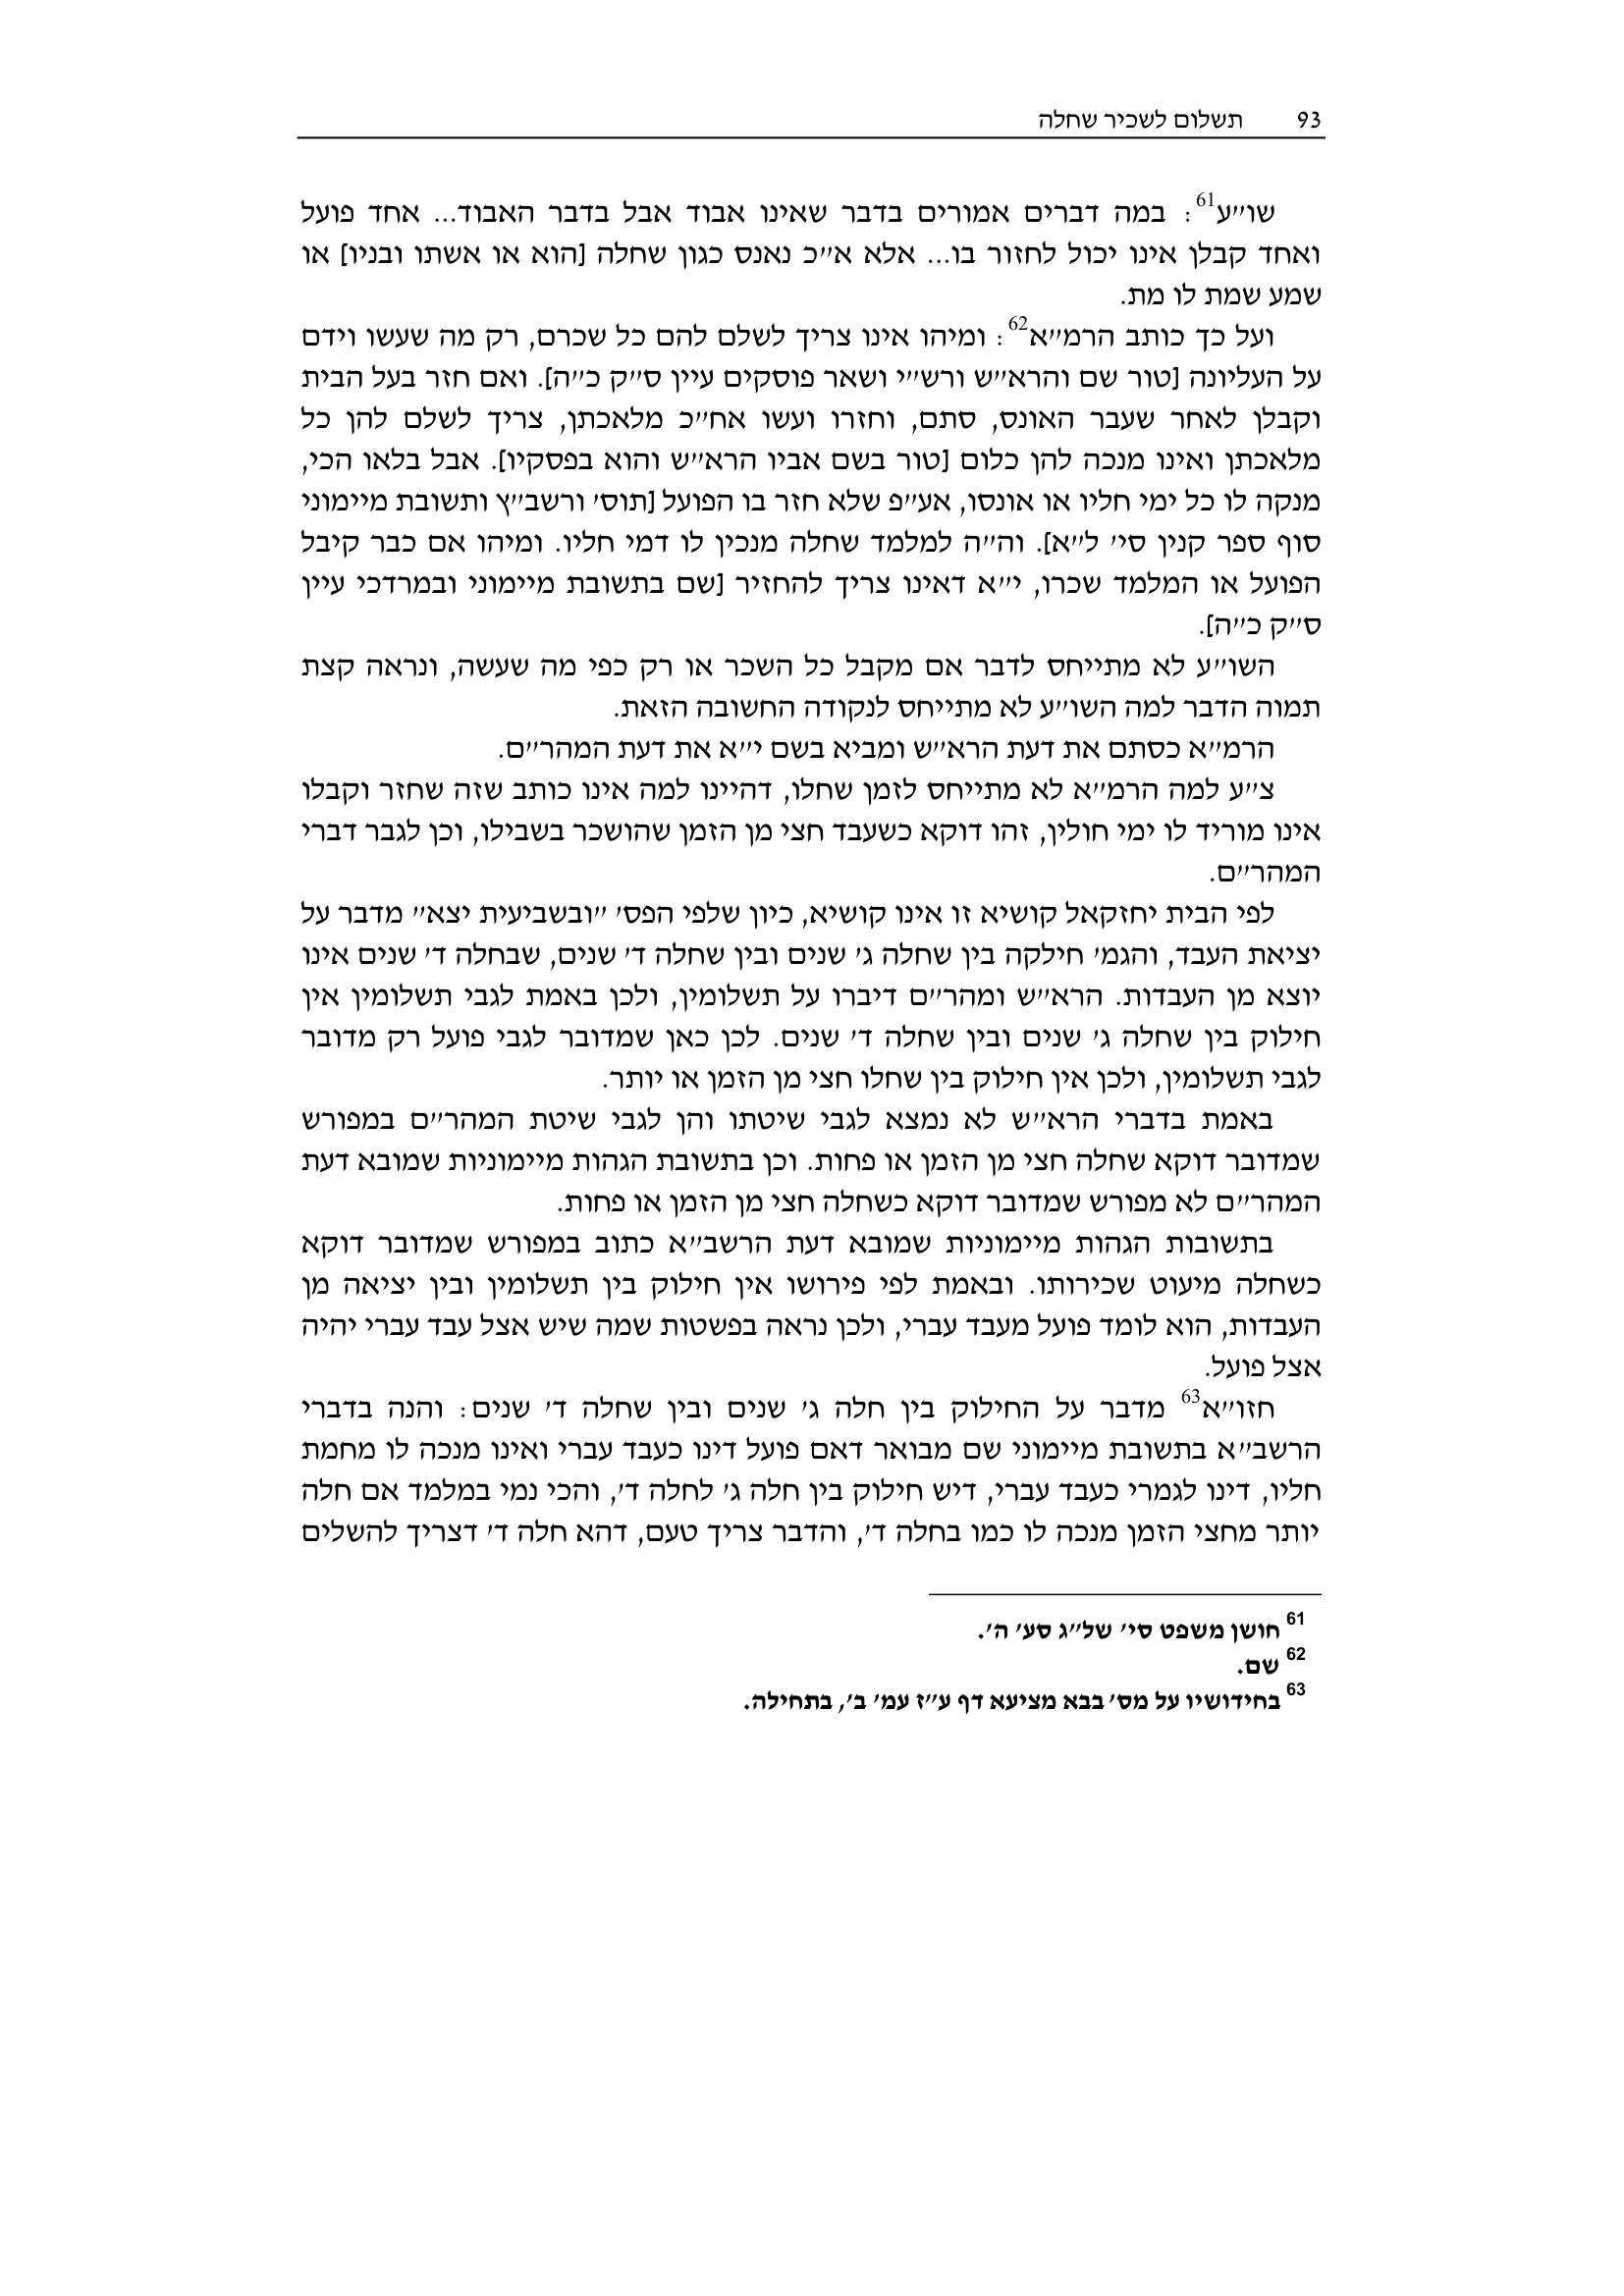 93 תשלום לשכיר שחלה
שו״ע61: במה דברים אמורים בדבר שאינו אבוד אבל בדבר האבוד... אחד פועל
ואחד קבלן אינו יכול לחזור בו... אלא א״כ נאנס כגון שחלה [הוא או אשתו ובניו] או
שמע שמת לו מת.
ועל כך כותב הרמ״א62: ומיהו אינו צריך לשלם להם כל שכרם, רק מה שעשו וידם
על העליונה [טור שם והרא״ש ורש״י ושאר פוסקים עיין ס״ק כ״ה]. ואם חזר בעל הבית
וקבלן לאחר שעבר האונס, סתם, וחזרו ועשו אח״כ מלאכתן, צריך לשלם להן כל
מלאכתן ואינו מנכה להן כלום [טור בשם אביו הרא״ש והוא בפסקיו]. אבל בלאו הכי,
מנקה לו כל ימי חליו או אונסו, אע״פ שלא חזר בו הפועל [תוס׳ ורשב״ץ ותשובת מיימוני
סוף ספר קנין סי׳ ל״א]. וה״ה למלמד שחלה מנכין לו דמי חליו. ומיהו אם כבר קיבל
הפועל או המלמד שכרו, י״א דאינו צריך להחזיר [שם בתשובת מיימוני ובמרדכי עיין
ס״ק כ״ה].
השו״ע לא מתייחס לדבר אם מקבל כל השכר או רק כפי מה שעשה, ונראה קצת
תמוה הדבר למה השו״ע לא מתייחס לנקודה החשובה הזאת.
הרמ״א כסתם את דעת הרא״ש ומביא בשם י״א את דעת המהר״ם.
צ״ע למה הרמ״א לא מתייחס לזמן שחלו, דהיינו למה אינו כותב שזה שחזר וקבלו
אינו מוריד לו ימי חולין, זהו דוקא כשעבד חצי מן הזמן שהושכר בשבילו, וכן לגבר דברי
המהר״ם.
לפי הבית יחזקאל קושיא זו אינו קושיא, כיון שלפי הפס׳ ״ובשביעית יצא״ מדבר על
יציאת העבד, והגמ׳ חילקה בין שחלה ג׳ שנים ובין שחלה ד׳ שנים, שבחלה ד׳ שנים אינו
יוצא מן העבדות. הרא״ש ומהר״ם דיברו על תשלומין, ולכן באמת לגבי תשלומין אין
חילוק בין שחלה ג׳ שנים ובין שחלה ד׳ שנים. לכן כאן שמדובר לגבי פועל רק מדובר
לגבי תשלומין, ולכן אין חילוק בין שחלו חצי מן הזמן או יותר.
באמת בדברי הרא״ש לא נמצא לגבי שיטתו והן לגבי שיטת המהר״ם במפורש
שמדובר דוקא שחלה חצי מן הזמן או פחות. וכן בתשובת הגהות מיימוניות שמובא דעת
המהר״ם לא מפורש שמדובר דוקא כשחלה חצי מן הזמן או פחות.
בתשובות הגהות מיימוניות שמובא דעת הרשב״א כתוב במפורש שמדובר דוקא
כשחלה מיעוט שכירותו. ובאמת לפי פירושו אין חילוק בין תשלומין ובין יציאה מן
העבדות, הוא לומד פועל מעבד עברי, ולכן נראה בפשטות שמה שיש אצל עבד עברי יהיה
אצל פועל.
חזו״א63 מדבר על החילוק בין חלה ג׳ שנים ובין שחלה ד׳ שנים: והנה בדברי
הרשב״א בתשובת מיימוני שם מבואר דאם פועל דינו כעבד עברי ואינו מנכה לו מחמת
חליו, דינו לגמרי כעבד עברי, דיש חילוק בין חלה ג׳ לחלה ד׳, והכי נמי במלמד אם חלה
יותר מחצי הזמן מנכה לו כמו בחלה ד׳, והדבר צריך טעם, דהא חלה ד׳ דצריך להשלים
61 חושן משפט סי׳ של״ג סע׳ ה׳.
62 שם.
63 בחידושיו על מס׳ בבא מציעא דף ע״ז עמ׳ ב׳, בתחילה.